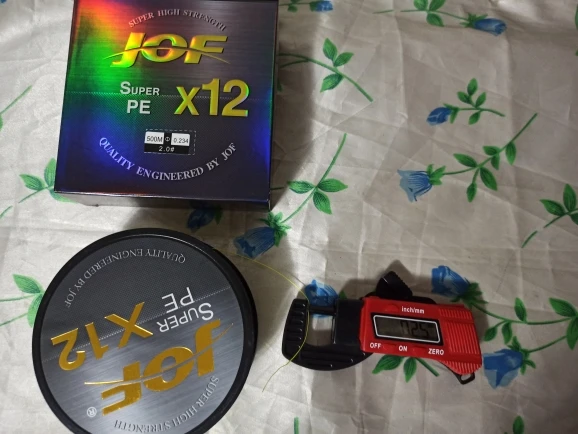 SUPER HIGH STRENGTH
JOF
SUPER
PE
X12
500M
0.234
2.0#
QUALITY ENGINEERED BY JOF
QUALITY ENGINEERED BY JOF
SUPER
PE
X12
JOF
®
SUPER HIGH STRENGTH
inch/mm
OFF ON ZERO